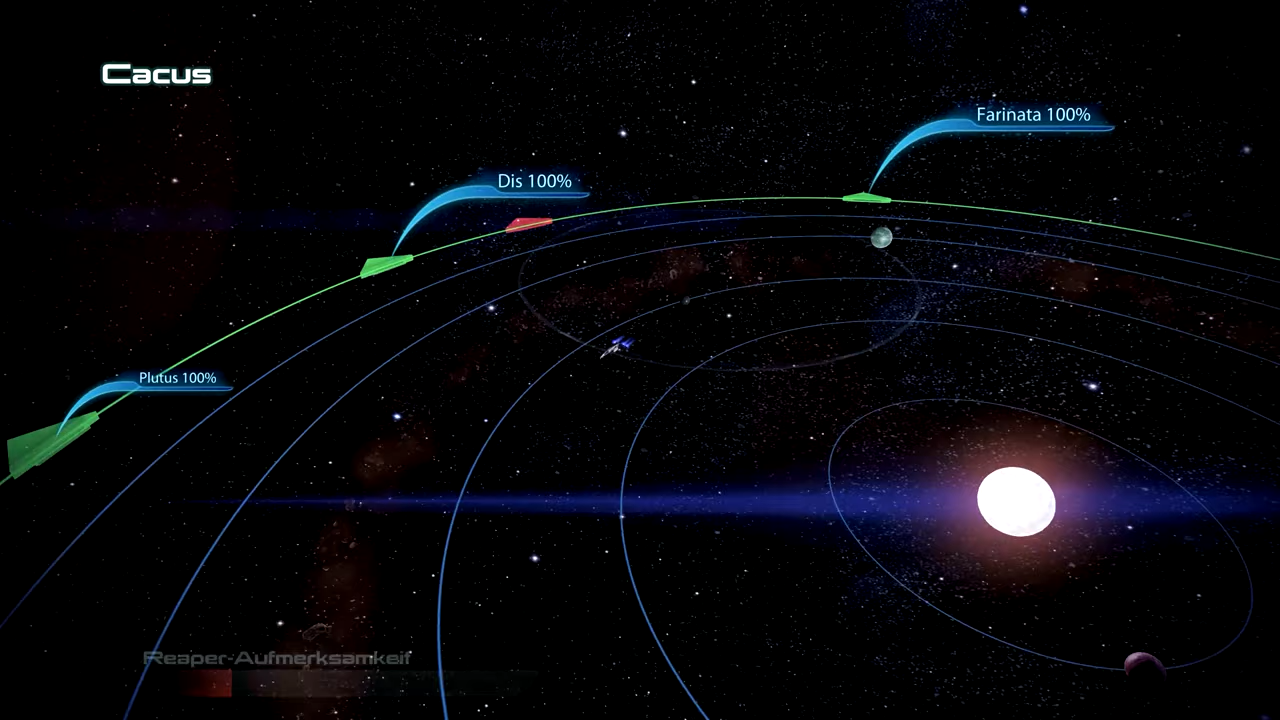 Cacus
Farinata 100%
Dis 100%
Plutus 100%
Reaper-Aufmerksamkeit